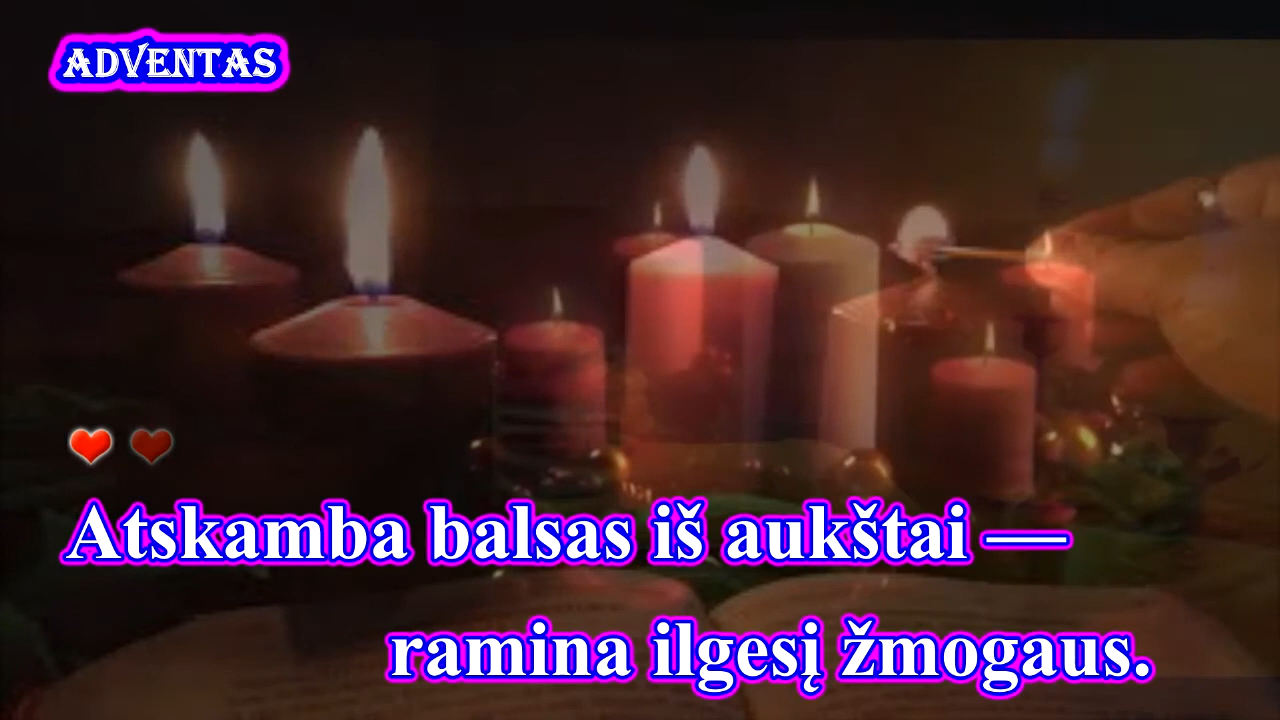 ADVENTAS
Atskamba balsas iš aukštai —
ramina ilgesį žmogaus.